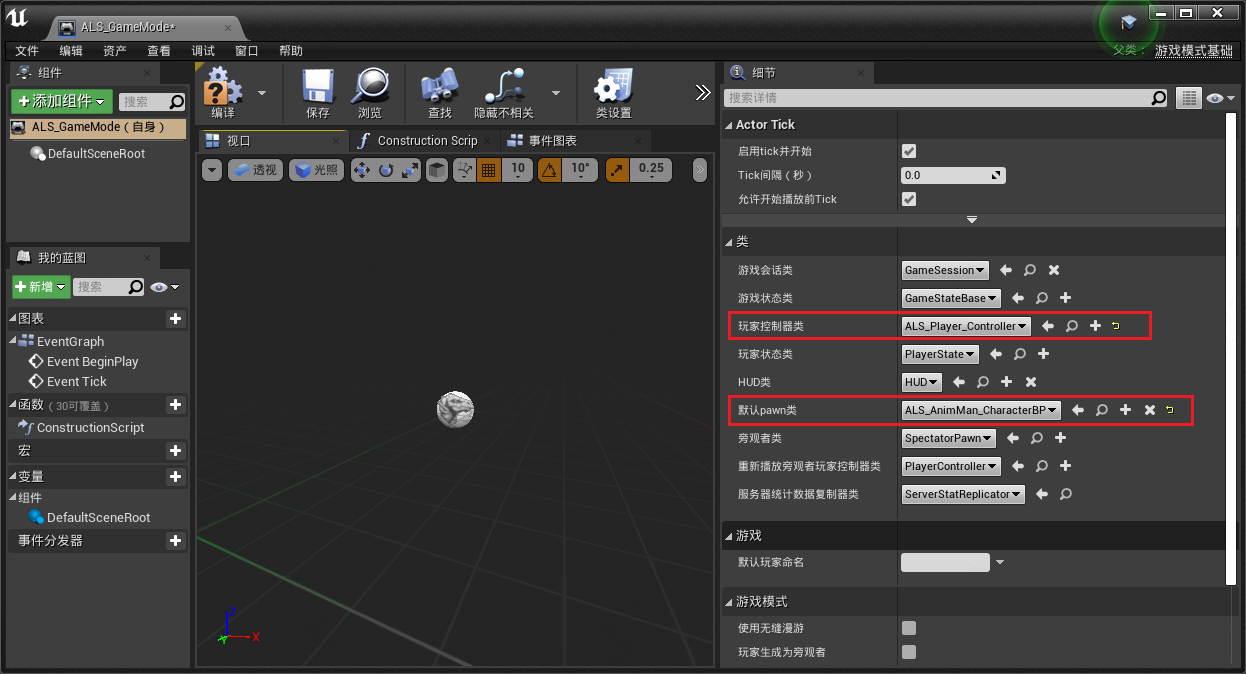 ALS_GameMode*
文件 编辑 资产 查看 调试 窗口 帮助
父类： 游戏模式基础
组件
添加组件
搜索
ALS_GameMode（自身）
DefaultSceneRoot
我的蓝图
新增
搜索
图表
EventGraph
Event BeginPlay
Event Tick
函数（30可覆盖）
ConstructionScript
宏
变量
组件
DefaultSceneRoot
事件分发器
编译
保存
浏览
查找
隐藏不相关
类设置
视口
Construction Scrip
事件图表
透视
光照
10
10°
0.25
Z
X
Y
细节
搜索详情
Actor Tick
启用tick并开始
Tick间隔（秒） 0.0
允许开始播放前Tick
类
游戏会话类 GameSession
游戏状态类 GameStateBase
玩家控制器类 ALS_Player_Controller
玩家状态类 PlayerState
HUD类 HUD
默认pawn类 ALS_AnimMan_CharacterBP
旁观者类 SpectatorPawn
重新播放旁观者玩家控制器类 PlayerController
服务器统计数据复制器类 ServerStatReplicator
游戏
默认玩家命名
游戏模式
使用无缝漫游
玩家生成为旁观者